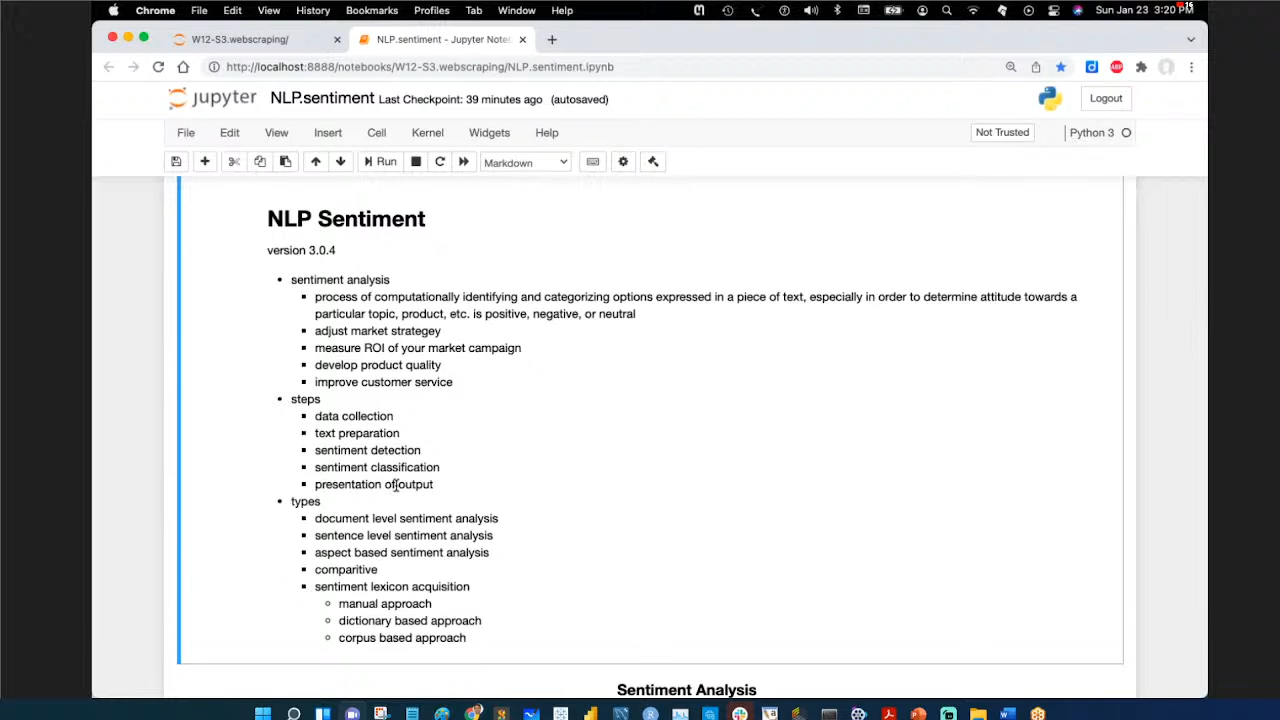 Chrome File Edit View History Bookmarks Profiles Tab Window Help Sun Jan 23 3:20 PM
W12-S3.webscraping/
NLP.sentiment - Jupyter Note
http://localhost:8888/notebooks/W12-S3.webscraping/NLP.sentiment.ipynb
jupyter NLP.sentiment Last Checkpoint: 39 minutes ago (autosaved)
Logout
File Edit View Insert Cell Kernel Widgets Help
Not Trusted
Python 3
Run
Markdown
NLP Sentiment
version 3.0.4
sentiment analysis
process of computationally identifying and categorizing options expressed in a piece of text, especially in order to determine attitude towards a
particular topic, product, etc. is positive, negative, or neutral
adjust market strategey
measure ROI of your market campaign
develop product quality
improve customer service
steps
data collection
text preparation
sentiment detection
sentiment classification
presentation of output
types
document level sentiment analysis
sentence level sentiment analysis
aspect based sentiment analysis
comparitive
sentiment lexicon acquisition
manual approach
dictionary based approach
corpus based approach
Sentiment Analysis